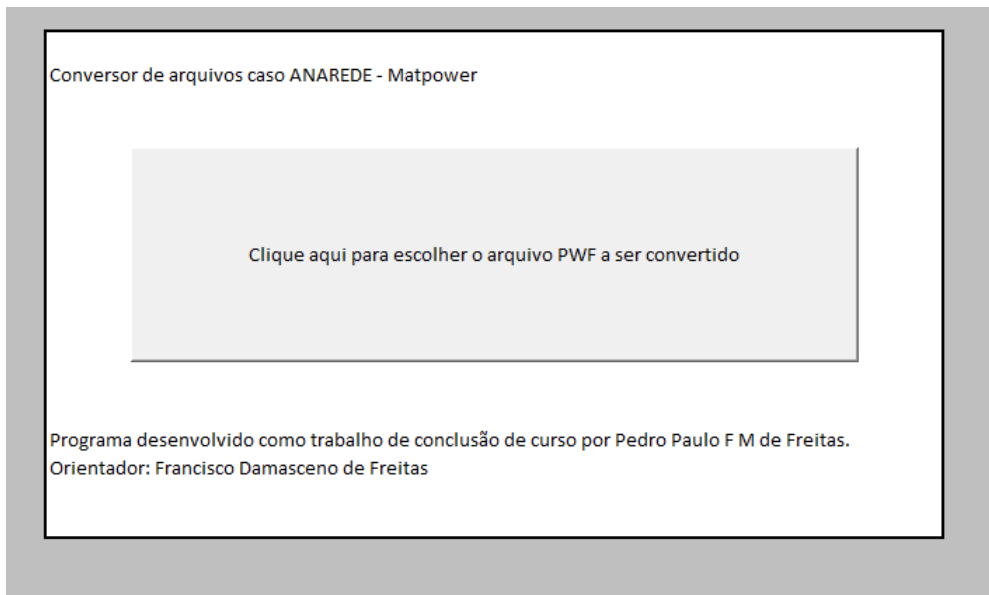 Conversor de arquivos caso ANAREDE - Matpower
Clique aqui para escolher o arquivo PWF a ser convertido
Programa desenvolvido como trabalho de conclusão de curso por Pedro Paulo F M de Freitas.
Orientador: Francisco Damasceno de Freitas